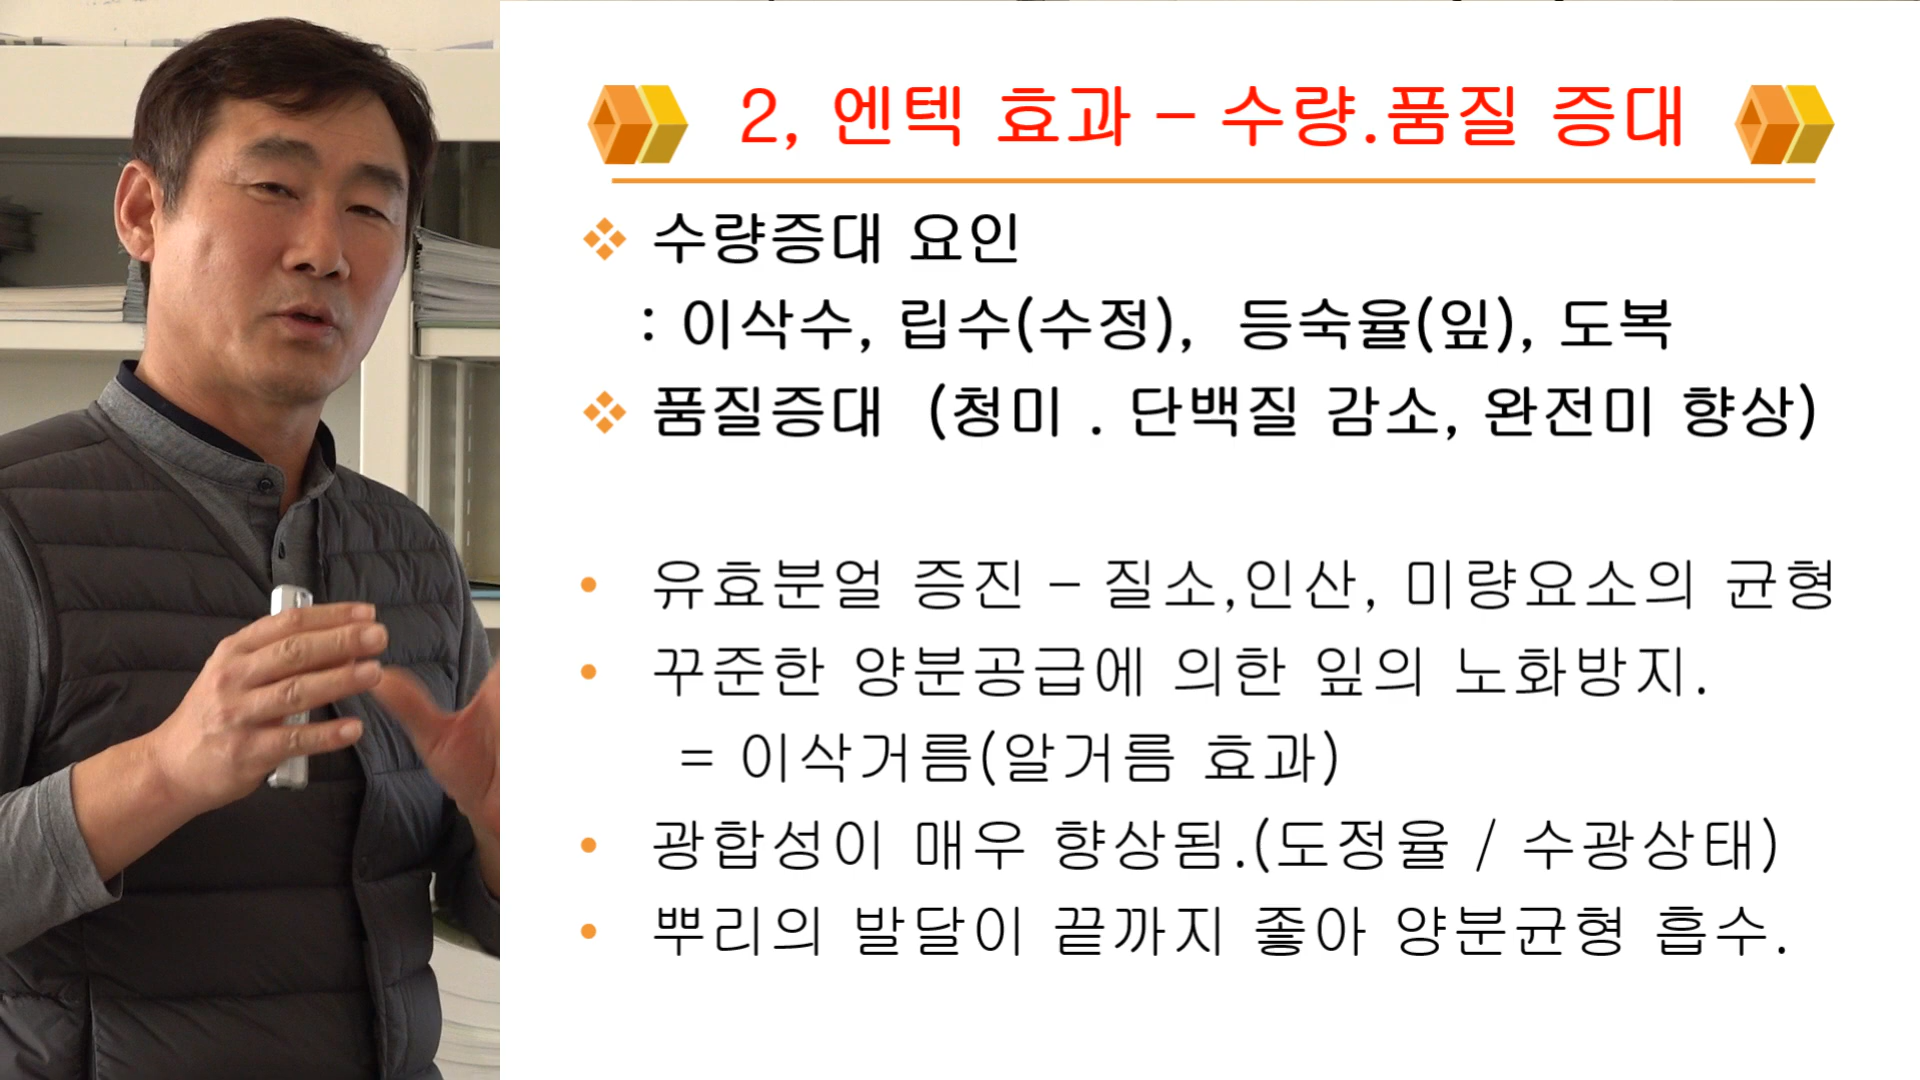 2, 엔텍 효과 – 수량.품질 증대
수량증대 요인
: 이삭수, 립수(수정), 등숙율(잎), 도복
품질증대 (청미 . 단백질 감소, 완전미 향상)
유효분얼 증진 – 질소,인산, 미량요소의 균형
꾸준한 양분공급에 의한 잎의 노화방지.
= 이삭거름(알거름 효과)
광합성이 매우 향상됨.(도정율 / 수광상태)
뿌리의 발달이 끝까지 좋아 양분균형 흡수.